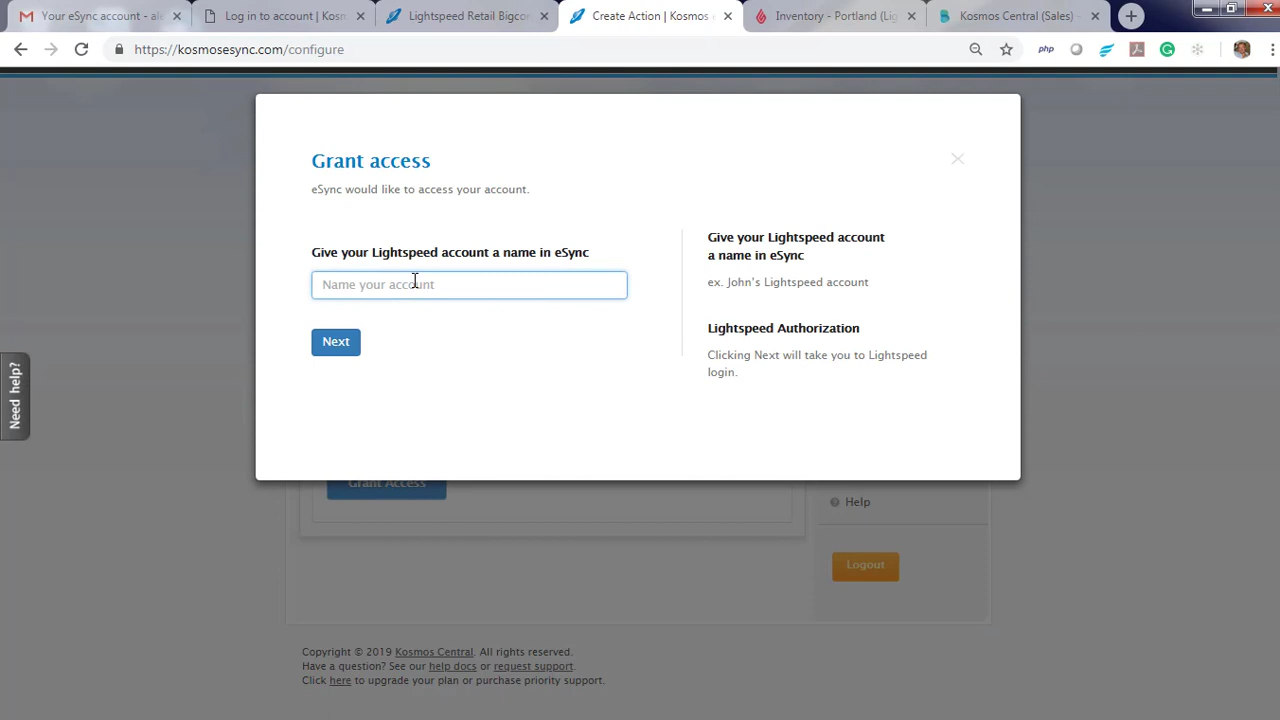 Your eSync account - ale
Log in to account | Kosm
Lightspeed Retail Bigcom
Create Action | Kosmos e
Inventory - Portland (Lig
Kosmos Central (Sales) -
https://kosmosesync.com/configure
php
Grant access
eSync would like to access your account.
Give your Lightspeed account a name in eSync
Name your account
Next
Give your Lightspeed account
a name in eSync
ex. John's Lightspeed account
Lightspeed Authorization
Clicking Next will take you to Lightspeed
login.
Need help?
Grant Access
Help
Logout
Copyright © 2019 Kosmos Central, All rights reserved.
Have a question? See our help docs or request support.
Click here to upgrade your plan or purchase priority support.